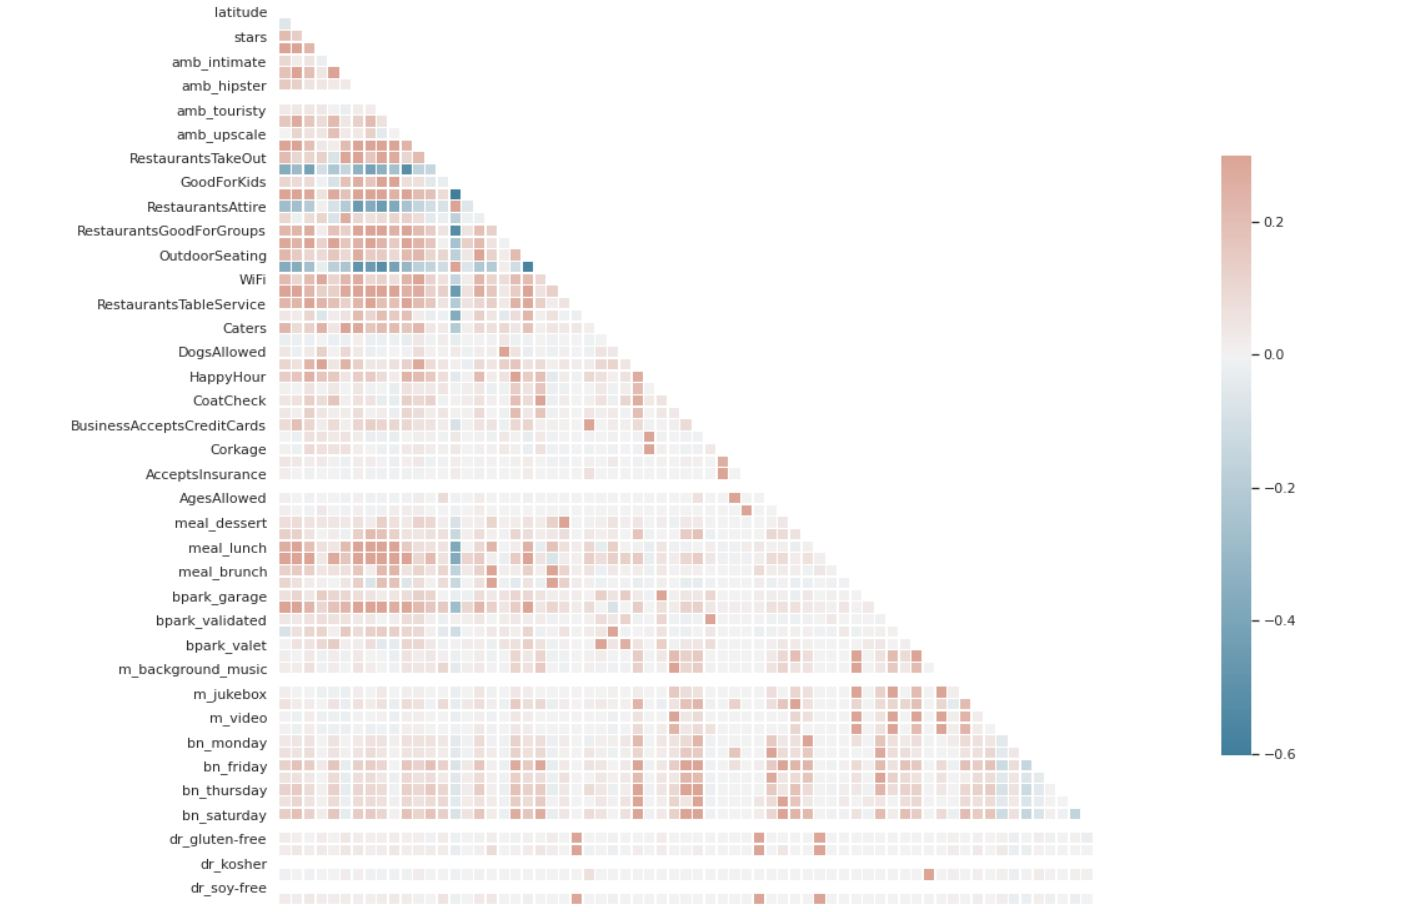 latitude
stars
amb_intimate
amb_hipster
amb_touristy
amb_upscale
RestaurantsTakeOut
GoodForKids
RestaurantsAttire
RestaurantsGoodForGroups
OutdoorSeating
WiFi
RestaurantsTableService
Caters
DogsAllowed
HappyHour
CoatCheck
BusinessAcceptsCreditCards
Corkage
AcceptsInsurance
AgesAllowed
meal_dessert
meal_lunch
meal_brunch
bpark_garage
bpark_validated
bpark_valet
m_background_music
m_jukebox
m_video
bn_monday
bn_friday
bn_thursday
bn_saturday
dr_gluten-free
dr_kosher
dr_soy-free
0.2
0.0
−0.2
−0.4
−0.6